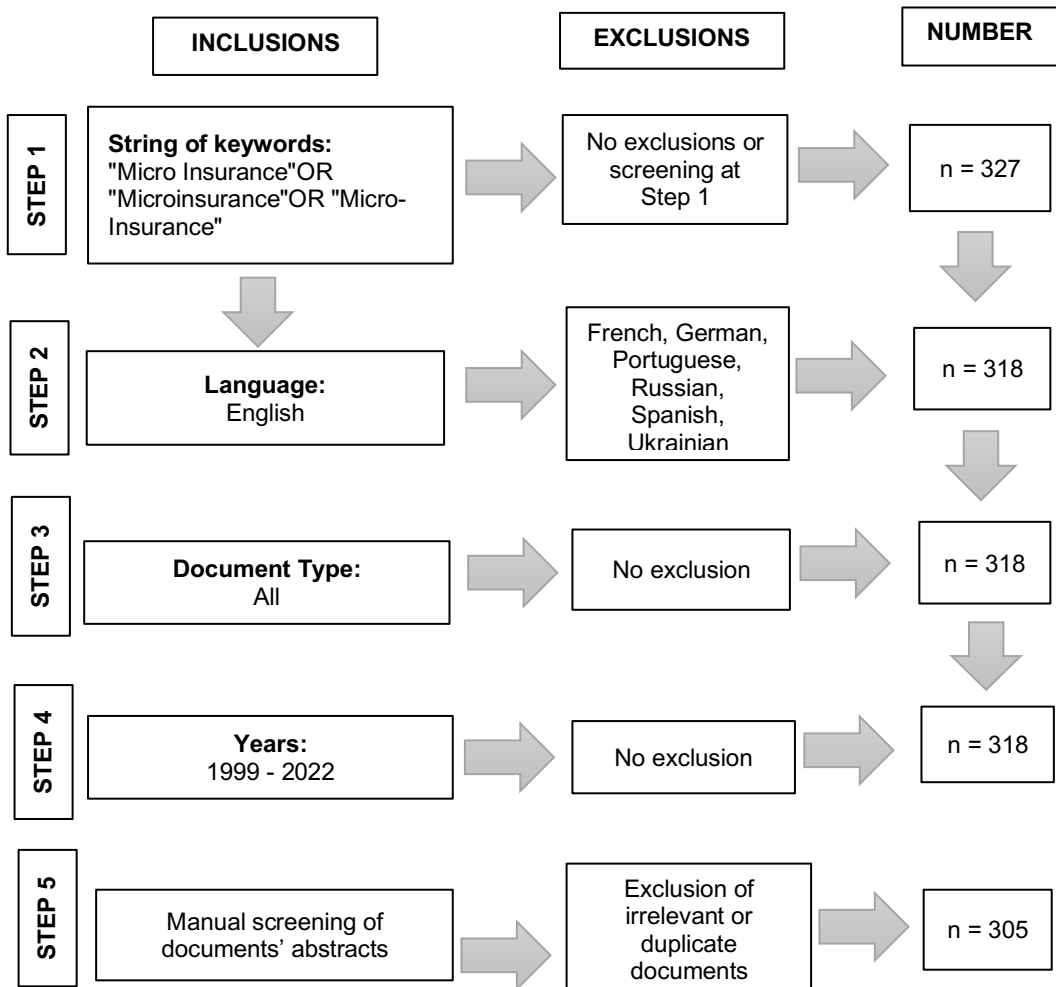 INCLUSIONS
EXCLUSIONS
NUMBER
STEP 1
String of keywords:
"Micro Insurance"OR
"Microinsurance"OR "Micro-
Insurance"
No exclusions or
screening at
Step 1
n = 327
STEP 2
Language:
English
French, German,
Portuguese,
Russian,
Spanish,
Ukrainian
n = 318
STEP 3
Document Type:
All
No exclusion
n = 318
STEP 4
Years:
1999 - 2022
No exclusion
n = 318
STEP 5
Manual screening of
documents’ abstracts
Exclusion of
irrelevant or
duplicate
documents
n = 305